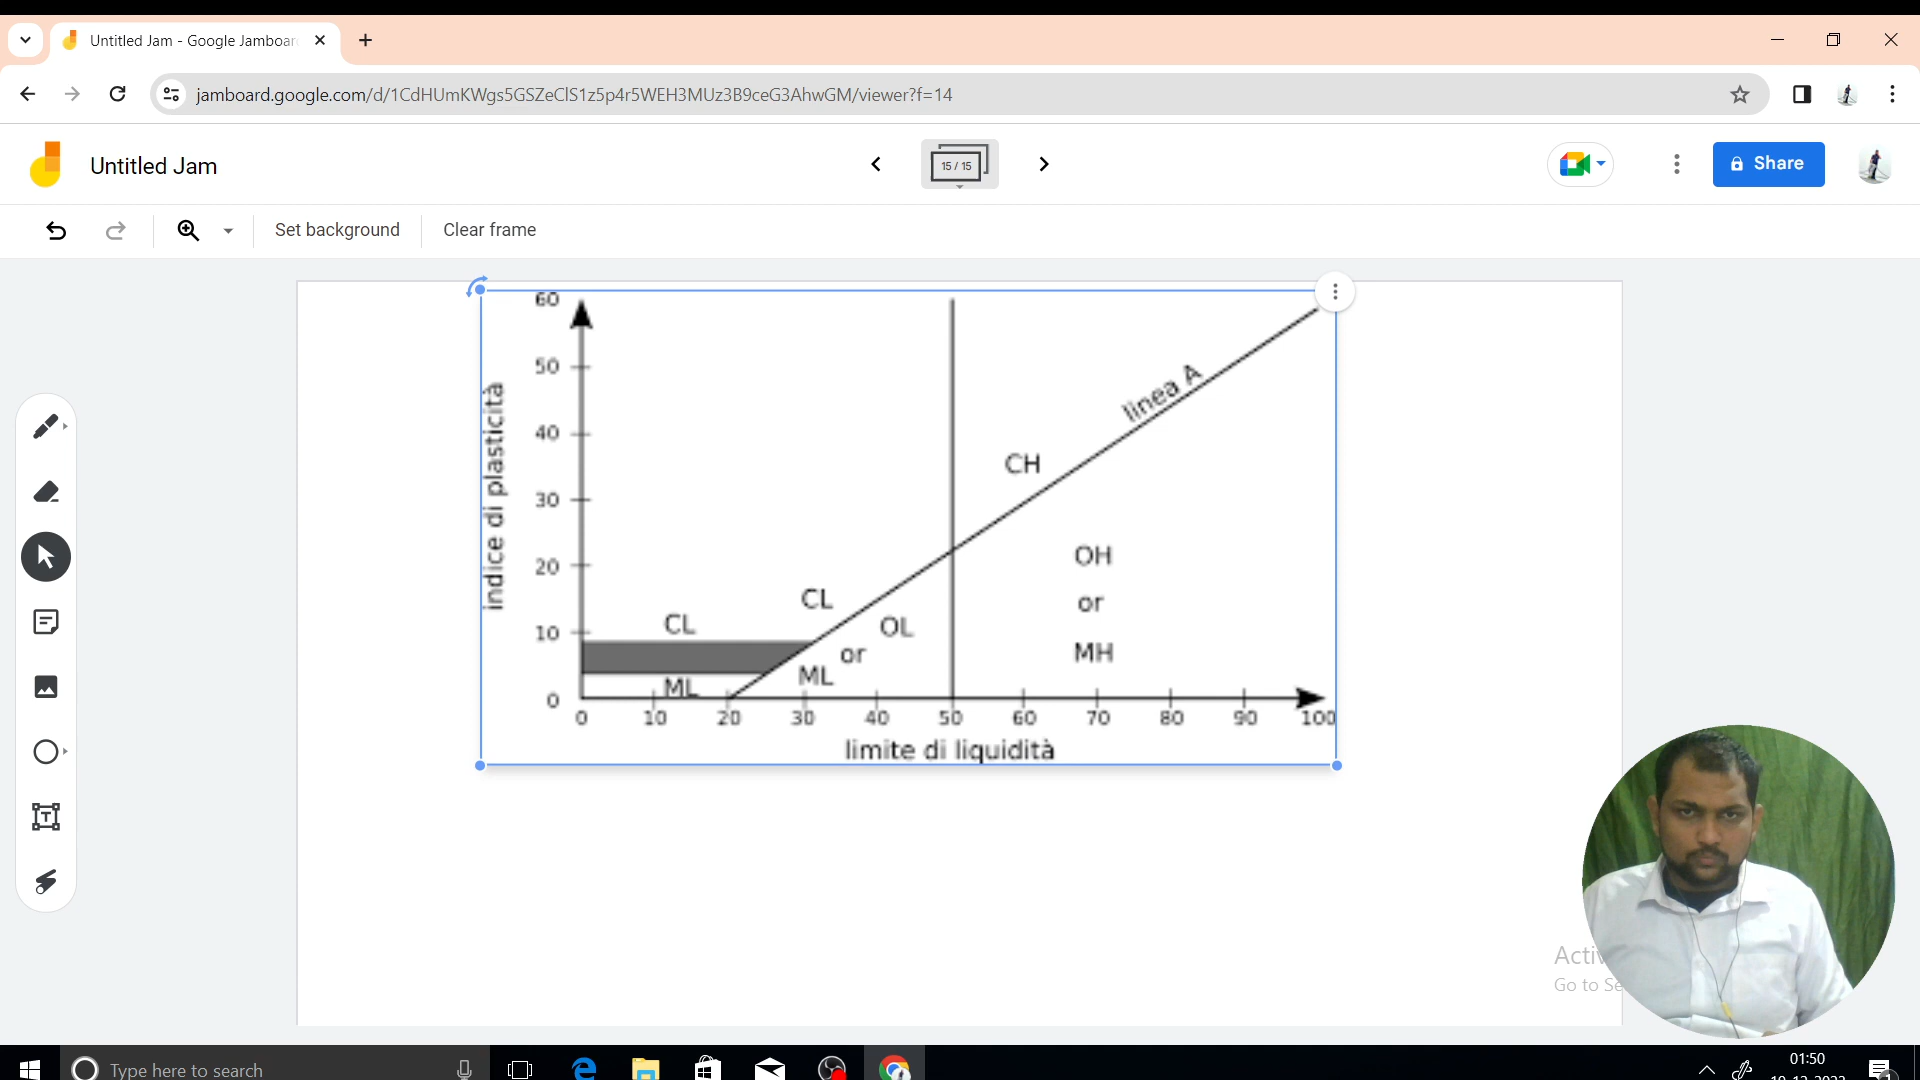 Untitled Jam - Google Jamboar
jamboard.google.com/d/1CdHUmKWgs5GSZeClS1z5p4r5WEH3MUz3B9ceG3AhwGM/viewer?f=14
Untitled Jam
15 / 15
Share
Set background
Clear frame
60
50
40
30
20
10
0
indice di plasticità
linea A
CH
OH
or
MH
CL
CL
OL
or
ML
ML
0 10 20 30 40 50 60 70 80 90 100
limite di liquidità
Go to
Type here to search
01:50